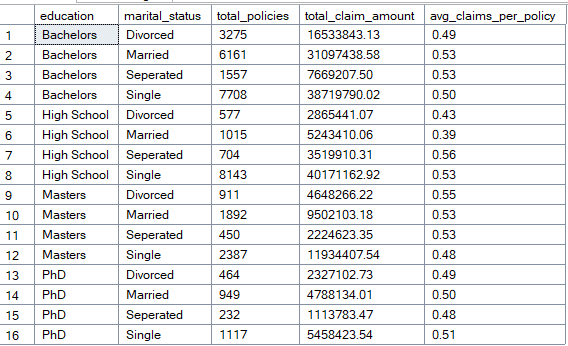 education marital_status total_policies total_claim_amount avg_claims_per_policy
1 Bachelors Divorced 3275 16533843.13 0.49
2 Bachelors Married 6161 31097438.58 0.53
3 Bachelors Seperated 1557 7669207.50 0.53
4 Bachelors Single 7708 38719790.02 0.50
5 High School Divorced 577 2865441.07 0.43
6 High School Married 1015 5243410.06 0.39
7 High School Seperated 704 3519910.31 0.56
8 High School Single 8143 40171162.92 0.53
9 Masters Divorced 911 4648266.22 0.55
10 Masters Married 1892 9502103.18 0.53
11 Masters Seperated 450 2224623.35 0.53
12 Masters Single 2387 11934407.54 0.48
13 PhD Divorced 464 2327102.73 0.49
14 PhD Married 949 4788134.01 0.50
15 PhD Seperated 232 1113783.47 0.48
16 PhD Single 1117 5458423.54 0.51